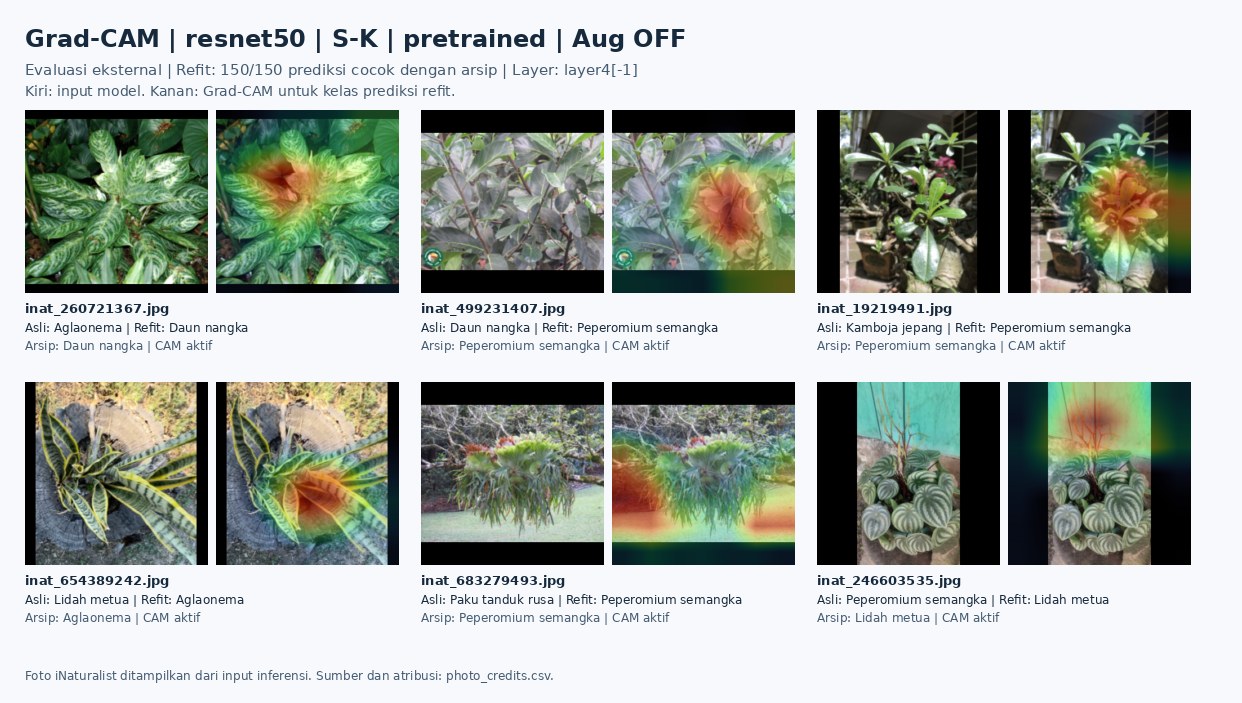 Grad-CAM | resnet50 | S-K | pretrained | Aug OFF
Evaluasi eksternal | Refit: 150/150 prediksi cocok dengan arsip | Layer: layer4[-1]
Kiri: input model. Kanan: Grad-CAM untuk kelas prediksi refit.
inat_260721367.jpg
Asli: Aglaonema | Refit: Daun nangka
Arsip: Daun nangka | CAM aktif
inat_499231407.jpg
Asli: Daun nangka | Refit: Peperomium semangka
Arsip: Peperomium semangka | CAM aktif
inat_19219491.jpg
Asli: Kamboja jepang | Refit: Peperomium semangka
Arsip: Peperomium semangka | CAM aktif
inat_654389242.jpg
Asli: Lidah metua | Refit: Aglaonema
Arsip: Aglaonema | CAM aktif
inat_683279493.jpg
Asli: Paku tanduk rusa | Refit: Peperomium semangka
Arsip: Peperomium semangka | CAM aktif
inat_246603535.jpg
Asli: Peperomium semangka | Refit: Lidah metua
Arsip: Lidah metua | CAM aktif
Foto iNaturalist ditampilkan dari input inferensi. Sumber dan atribusi: photo_credits.csv.